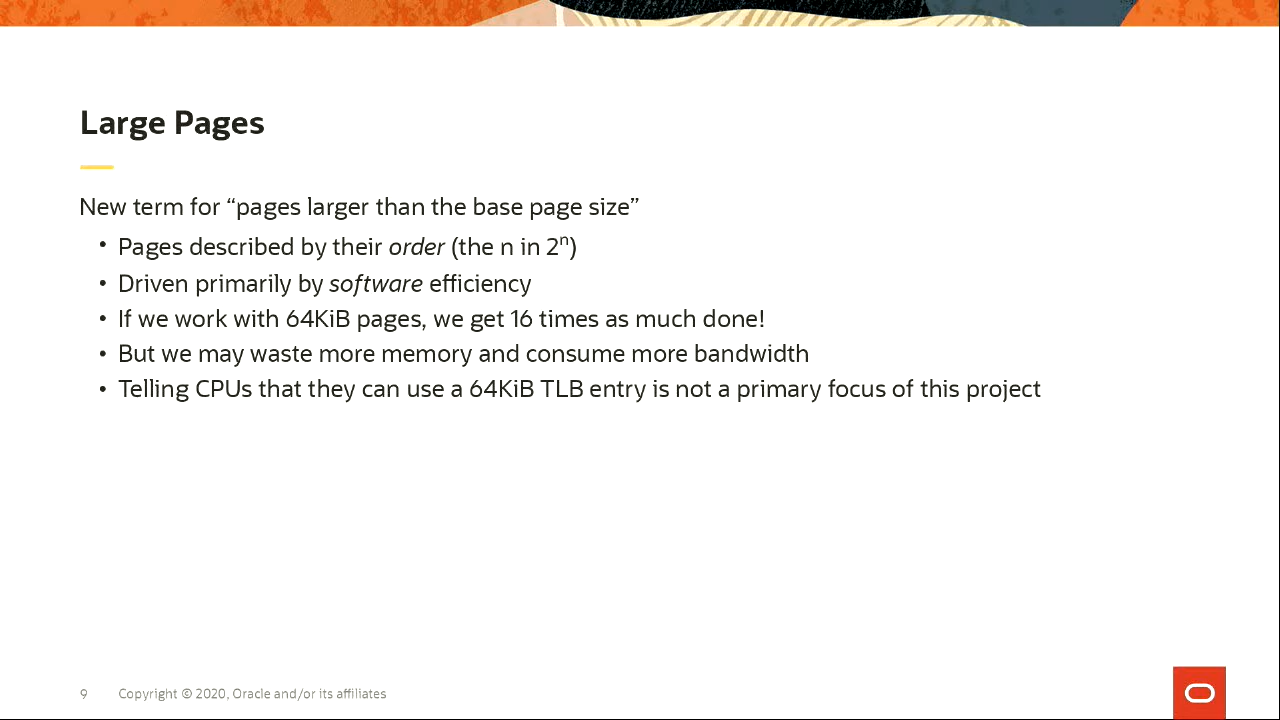 Large Pages
New term for “pages larger than the base page size”
• Pages described by their order (the n in 2ⁿ)
• Driven primarily by software efficiency
• If we work with 64KiB pages, we get 16 times as much done!
• But we may waste more memory and consume more bandwidth
• Telling CPUs that they can use a 64KiB TLB entry is not a primary focus of this project
9 Copyright © 2020, Oracle and/or its affiliates